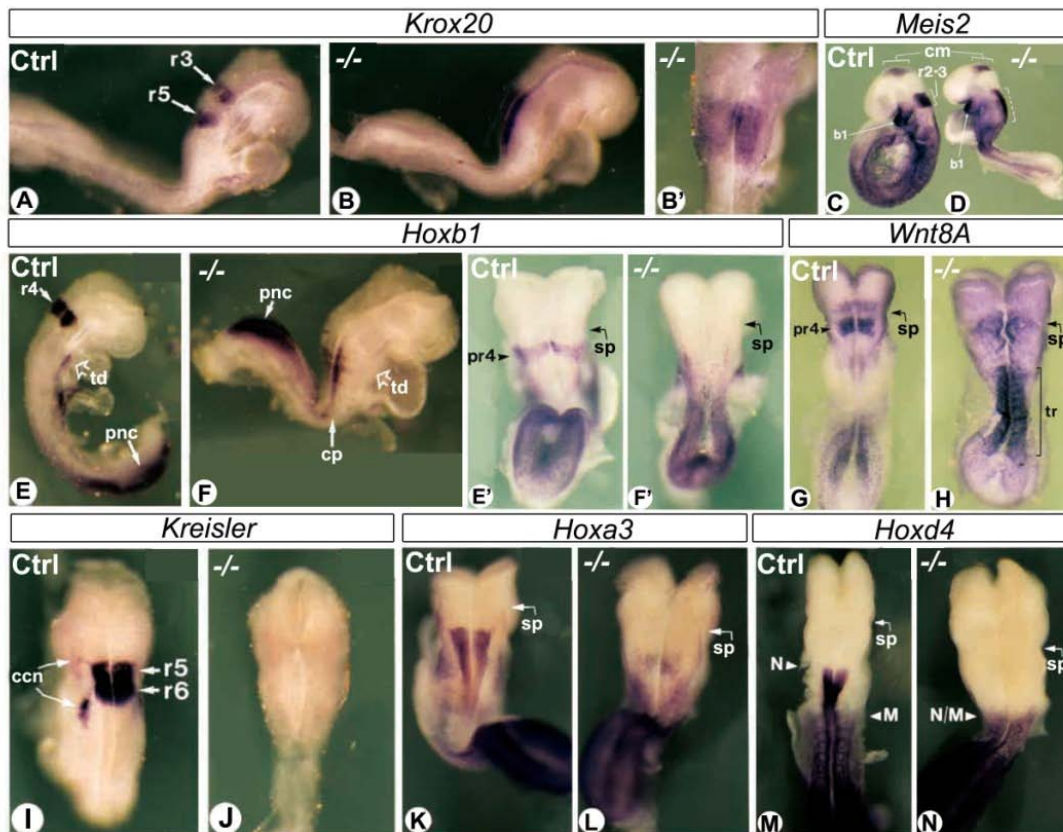 Krox20 Meis2
Ctrl -/- -/- Ctrl cm -/-
r3 r2-3
r5
b1 b1
A B B' C D
Hoxb1 Wnt8A
Ctrl -/- Ctrl -/- Ctrl -/-
r4 pnc
sp sp sp sp
pr4 pr4
td td
pnc tr
cp
E F E' F' G H
Kreisler Hoxa3 Hoxd4
Ctrl -/- Ctrl -/- Ctrl -/-
sp sp sp sp
ccn r5 N
r6 M N/M
I J K L M N